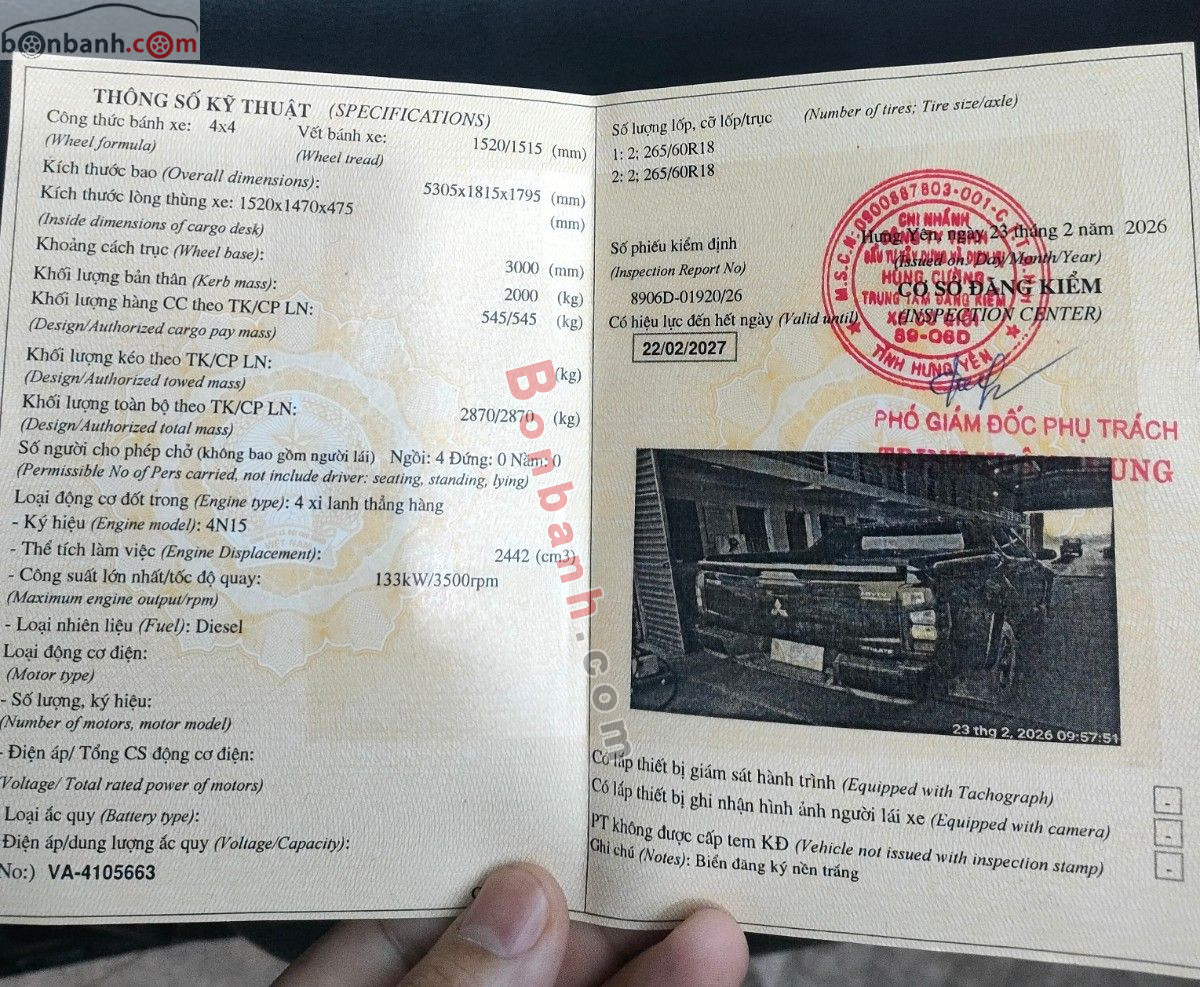 bonbanh.com
THÔNG SỐ KỸ THUẬT (SPECIFICATIONS)
Công thức bánh xe: 4x4 Vết bánh xe: 1520/1515 (mm)
(Wheel formula) (Wheel tread)
Kích thước bao (Overall dimensions): 5305x1815x1795 (mm)
Kích thước lòng thùng xe: 1520x1470x475 (mm)
(Inside dimensions of cargo desk)
Khoảng cách trục (Wheel base): 3000 (mm)
Khối lượng bản thân (Kerb mass): 2000 (kg)
Khối lượng hàng CC theo TK/CP LN: 545/545 (kg)
(Design/Authorized cargo pay mass)
Khối lượng kéo theo TK/CP LN: (kg)
(Design/Authorized towed mass)
Khối lượng toàn bộ theo TK/CP LN: 2870/2870 (kg)
(Design/Authorized total mass)
Số người cho phép chở (không bao gồm người lái) Ngồi: 4 Đứng: 0 Nằm: 0
(Permissible No of Pers carried, not include driver: seating, standing, lying)
Loại động cơ đốt trong (Engine type): 4 xi lanh thẳng hàng
- Ký hiệu (Engine model): 4N15
- Thể tích làm việc (Engine Displacement): 2442 (cm3)
- Công suất lớn nhất/tốc độ quay: 133kW/3500rpm
(Maximum engine output/rpm)
- Loại nhiên liệu (Fuel): Diesel
Loại động cơ điện:
(Motor type)
- Số lượng, ký hiệu:
(Number of motors, motor model)
- Điện áp/ Tổng CS động cơ điện:
(Voltage/ Total rated power of motors)
Loại ắc quy (Battery type):
Điện áp/dung lượng ắc quy (Voltage/Capacity):
No:) VA-4105663
Bonbanh.com
Số lượng lốp, cỡ lốp/trục (Number of tires; Tire size/axle)
1: 2; 265/60R18
2: 2; 265/60R18
Hưng Yên, ngày 23 tháng 2 năm 2026
(Issued on: Day/Month/Year)
CƠ SỞ ĐĂNG KIỂM
(INSPECTION CENTER)
Số phiếu kiểm định
(Inspection Report No)
8906D-01920/26
Có hiệu lực đến hết ngày (Valid until)
22/02/2027
CHI NHÁNH
HÙNG CƯỜNG
TRUNG TÂM ĐĂNG KIỂM
89-06D
TỈNH HƯNG YÊN
PHÓ GIÁM ĐỐC PHỤ TRÁCH
23 thg 2, 2026 09:57:51
Có lắp thiết bị giám sát hành trình (Equipped with Tachograph) -
Có lắp thiết bị ghi nhận hình ảnh người lái xe (Equipped with camera) -
PT không được cấp tem KĐ (Vehicle not issued with inspection stamp) -
Ghi chú (Notes): Biển đăng ký nền trắng